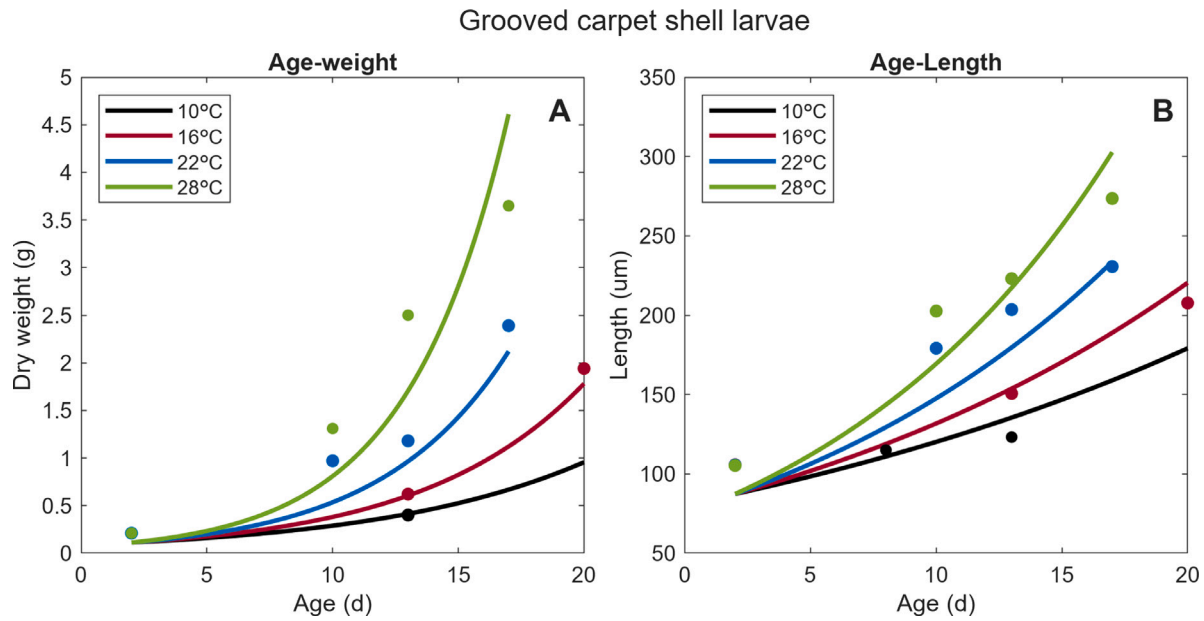 Grooved carpet shell larvae
Age-weight
5
4.5
4
3.5
3
2.5
2
1.5
1
0.5
0
Dry weight (g)
10ºC
16ºC
22ºC
28ºC
A
0 5 10 15 20
Age (d)
Age-Length
350
300
250
200
150
100
50
Length (um)
10ºC
16ºC
22ºC
28ºC
B
0 5 10 15 20
Age (d)